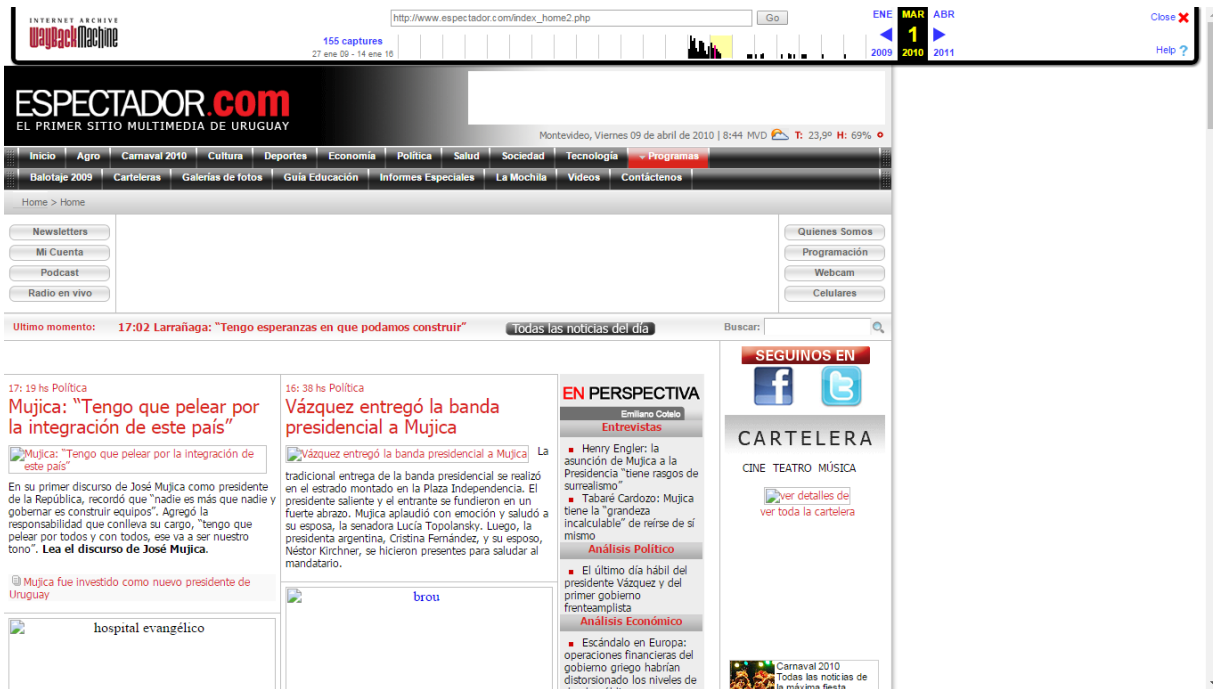 INTERNET ARCHIVE
WayBackMachine
http://www.espectador.com/index_home2.php
Go
155 captures
27 ene 09 - 14 ene 16
ENE MAR ABR
1
2009 2010 2011
Close
Help ?
ESPECTADOR.com
EL PRIMER SITIO MULTIMEDIA DE URUGUAY
Montevideo, Viernes 09 de abril de 2010 | 8:44 MVD T: 23,9º H: 69%
Inicio Agro Carnaval 2010 Cultura Deportes Economía Política Salud Sociedad Tecnología Programas
Balotaje 2009 Carteleras Galerías de fotos Guía Educación Informes Especiales La Mochila Videos Contáctenos
Home > Home
Newsletters
Mi Cuenta
Podcast
Radio en vivo
Quienes Somos
Programación
Webcam
Celulares
Ultimo momento: 17:02 Larrañaga: “Tengo esperanzas en que podamos construir” Todas las noticias del día Buscar:
17: 19 hs Política
Mujica: “Tengo que pelear por
la integración de este país”
Mujica: “Tengo que pelear por la integración de
este país”
En su primer discurso de José Mujica como presidente
de la República, recordó que “nadie es más que nadie y
gobernar es construir equipos”. Agregó la
responsabilidad que conlleva su cargo, “tengo que
pelear por todos y con todos, ese va a ser nuestro
tono”. Lea el discurso de José Mujica.
Mujica fue investido como nuevo presidente de
Uruguay
hospital evangélico
16: 38 hs Política
Vázquez entregó la banda
presidencial a Mujica
Vázquez entregó la banda presidencial a Mujica La
tradicional entrega de la banda presidencial se realizó
en el estrado montado en la Plaza Independencia. El
presidente saliente y el entrante se fundieron en un
fuerte abrazo. Mujica aplaudió con emoción y saludó a
su esposa, la senadora Lucía Topolansky. Luego, la
presidenta argentina, Cristina Fernández, y su esposo,
Néstor Kirchner, se hicieron presentes para saludar al
mandatario.
brou
EN PERSPECTIVA
Emiliano Cotelo
Entrevistas
Henry Engler: la
asunción de Mujica a la
Presidencia “tiene rasgos de
surrealismo”
Tabaré Cardozo: Mujica
tiene la “grandeza
incalculable” de reírse de sí
mismo
Análisis Político
El último día hábil del
presidente Vázquez y del
primer gobierno
frenteamplista
Análisis Económico
Escándalo en Europa:
operaciones financieras del
gobierno griego habrían
distorsionado los niveles de
SEGUINOS EN
CARTELERA
CINE TEATRO MÚSICA
ver detalles de
ver toda la cartelera
Carnaval 2010
Todas las noticias de
la máxima fiesta